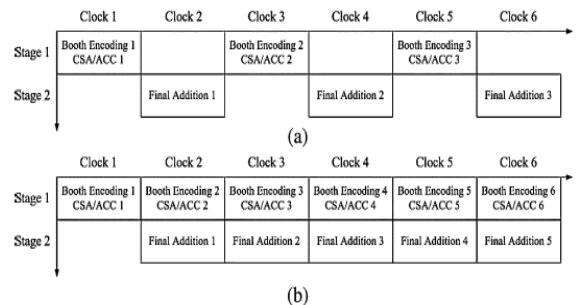 Clock 1 Clock 2 Clock 3 Clock 4 Clock 5 Clock 6
Stage 1
Booth Encoding 1 Booth Encoding 2 Booth Encoding 3
CSA/ACC 1 CSA/ACC 2 CSA/ACC 3
Stage 2 Final Addition 1 Final Addition 2 Final Addition 3
(a)
Clock 1 Clock 2 Clock 3 Clock 4 Clock 5 Clock 6
Stage 1
Booth Encoding 1 Booth Encoding 2 Booth Encoding 3 Booth Encoding 4 Booth Encoding 5 Booth Encoding 6
CSA/ACC 1 CSA/ACC 2 CSA/ACC 3 CSA/ACC 4 CSA/ACC 5 CSA/ACC 6
Stage 2 Final Addition 1 Final Addition 2 Final Addition 3 Final Addition 4 Final Addition 5
(b)